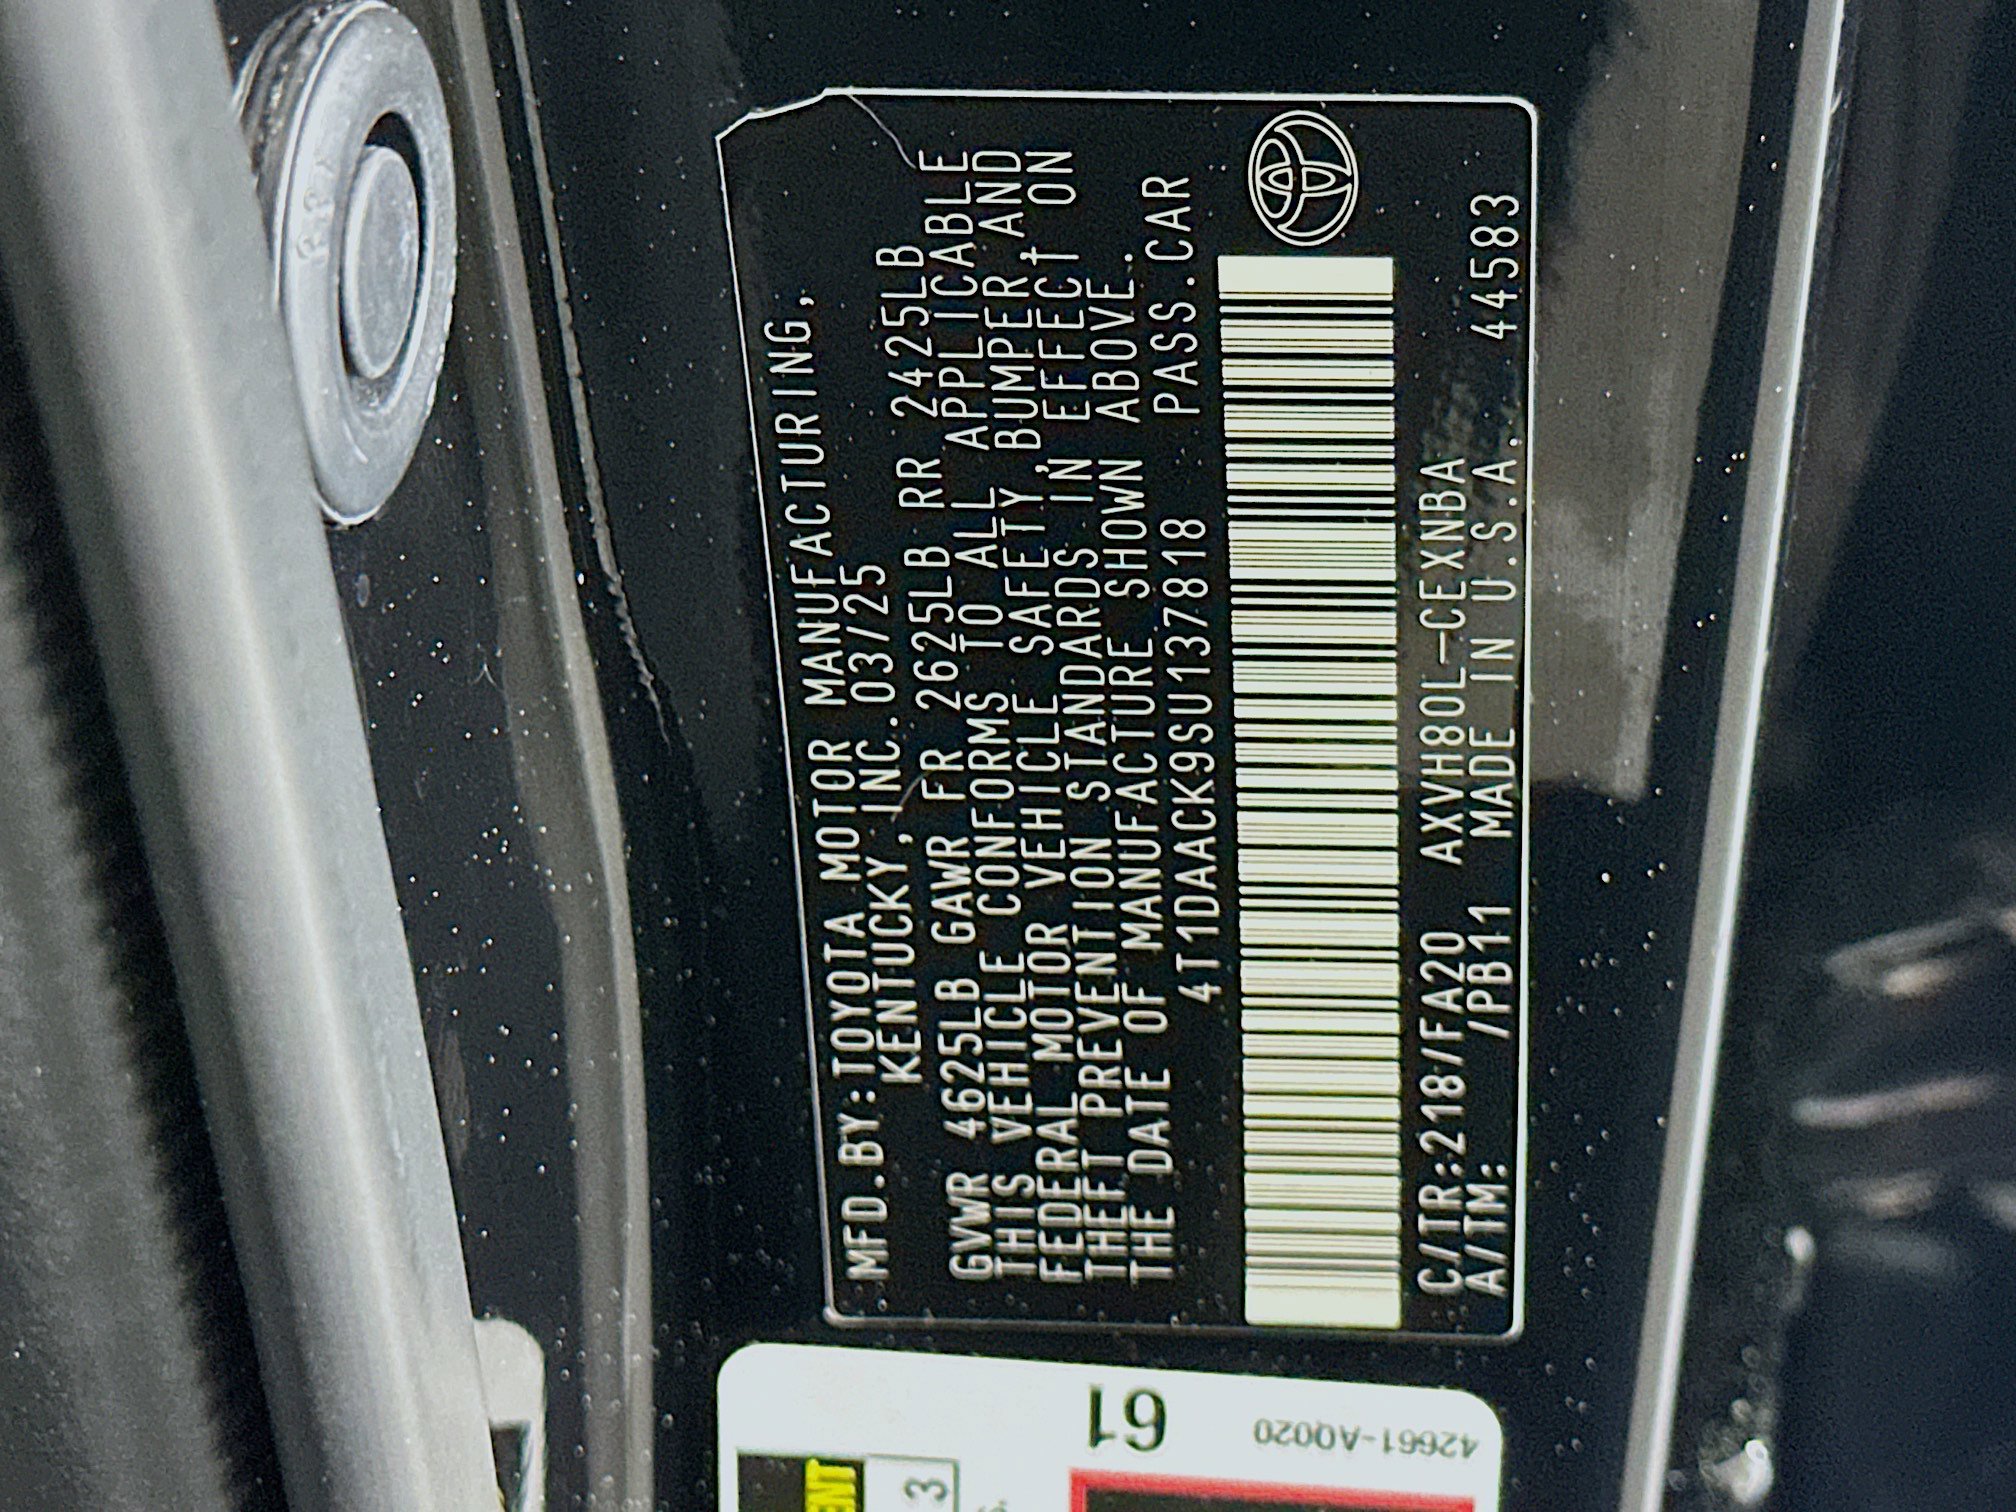 MFD.BY:TOYOTA MOTOR MANUFACTURING,
KENTUCKY, INC.03/25
GVWR 4625LB GAWR FR 2625LB RR 2425LB
THIS VEHICLE CONFORMS TO ALL APPLICABLE
FEDERAL MOTOR VEHICLE SAFETY, BUMPER, AND
THEFT PREVENTION STANDARDS IN EFFECT ON
THE DATE OF MANUFACTURE SHOWN ABOVE.
4T1DAACK9SU137818 PASS.CAR
C/TR:218/FA20 AXVH80L-CEXNBA
A/TM: /PB11 MADE IN U.S.A. 44583
61
42661-AQ020
ENT
3